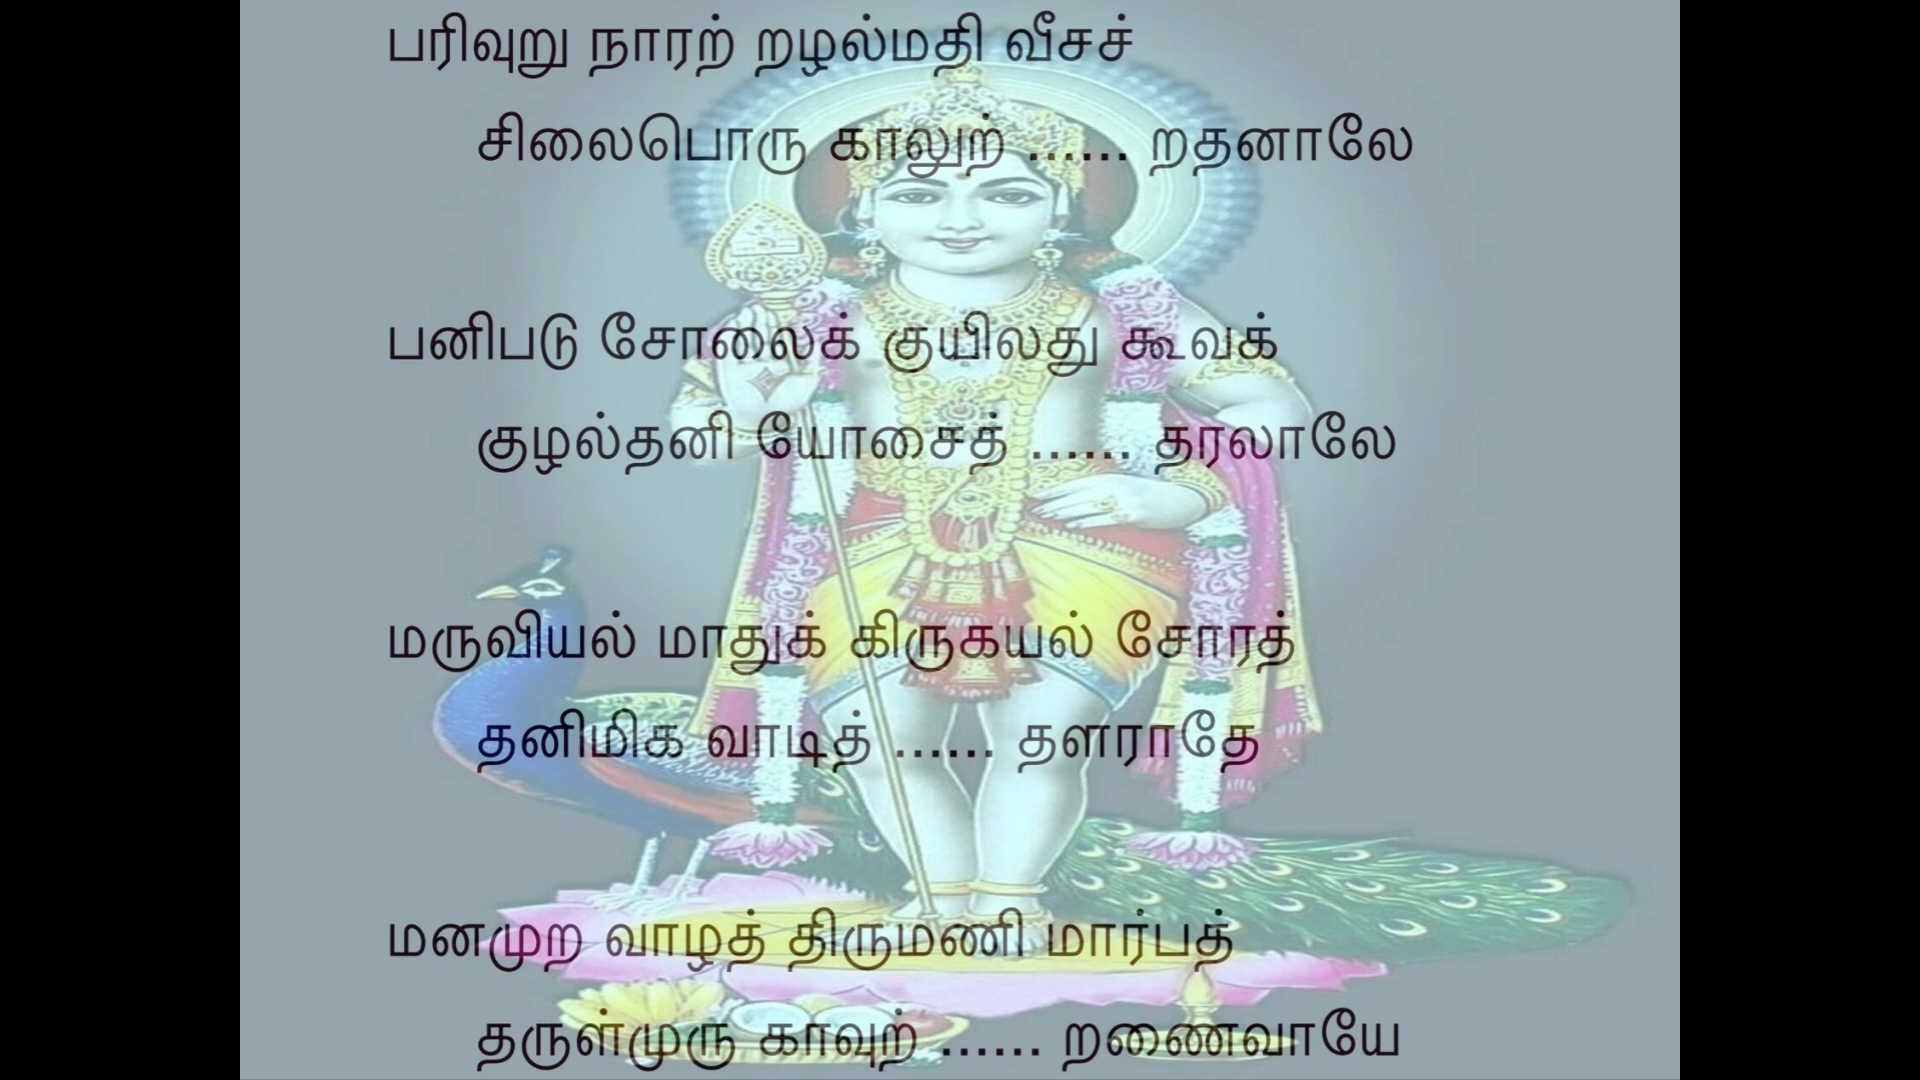 பரிவுறு நாரற் றழல்மதி வீசச்
சிலைபொரு காலுற் ...... றதனாலே
பனிபடு சோலைக் குயிலது கூவக்
குழல்தனி யோசைத் ...... தரலாலே
மருவியல் மாதுக் கிருகயல் சோரத்
தனிமிக வாடித் ...... தளராதே
மனமுற வாழத் திருமணி மார்பத்
தருள்முரு காவுற் ...... றணைவாயே